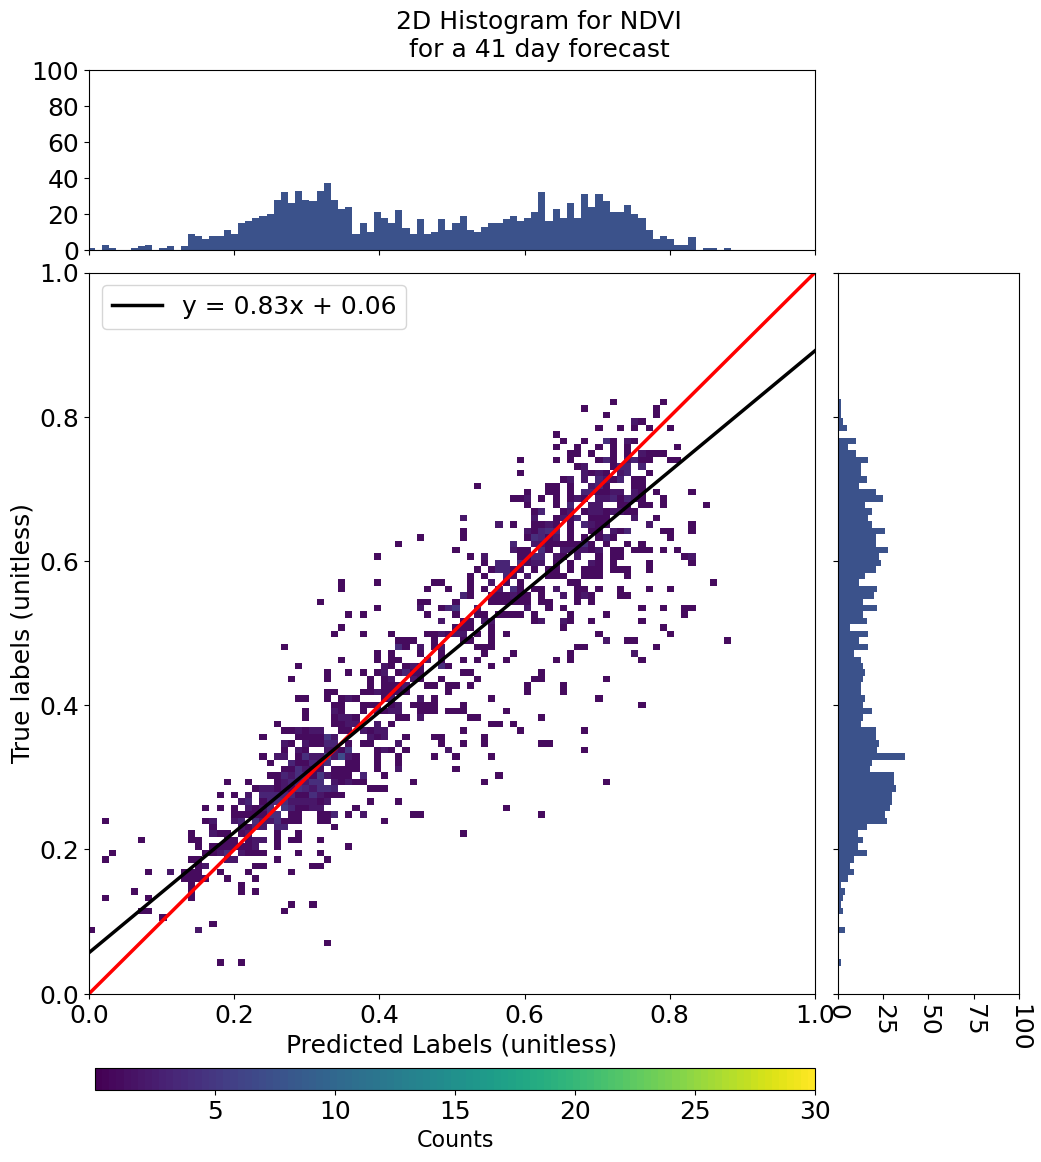 2D Histogram for NDVI
for a 41 day forecast
100
80
60
40
20
0
1.0
0.8
0.6
0.4
0.2
0.0
True labels (unitless)
y = 0.83x + 0.06
0.0 0.2 0.4 0.6 0.8 1.0
Predicted Labels (unitless)
0 25 50 75 100
5 10 15 20 25 30
Counts